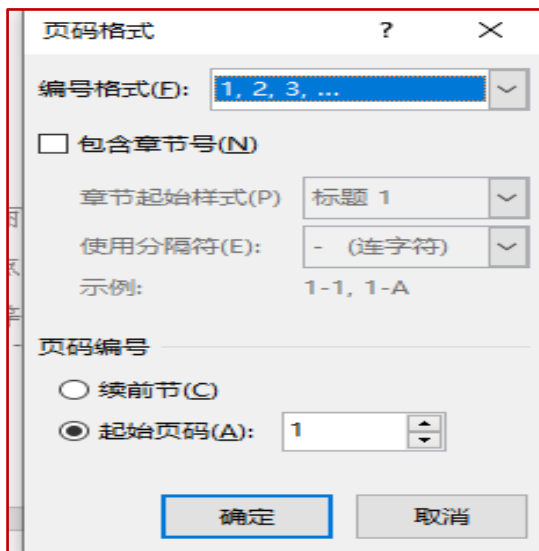 页码格式 ?
编号格式(F): 1, 2, 3, ...
包含章节号(N)
章节起始样式(P) 标题 1
使用分隔符(E): - (连字符)
示例: 1-1, 1-A
页码编号
续前节(C)
起始页码(A): 1
确定 取消